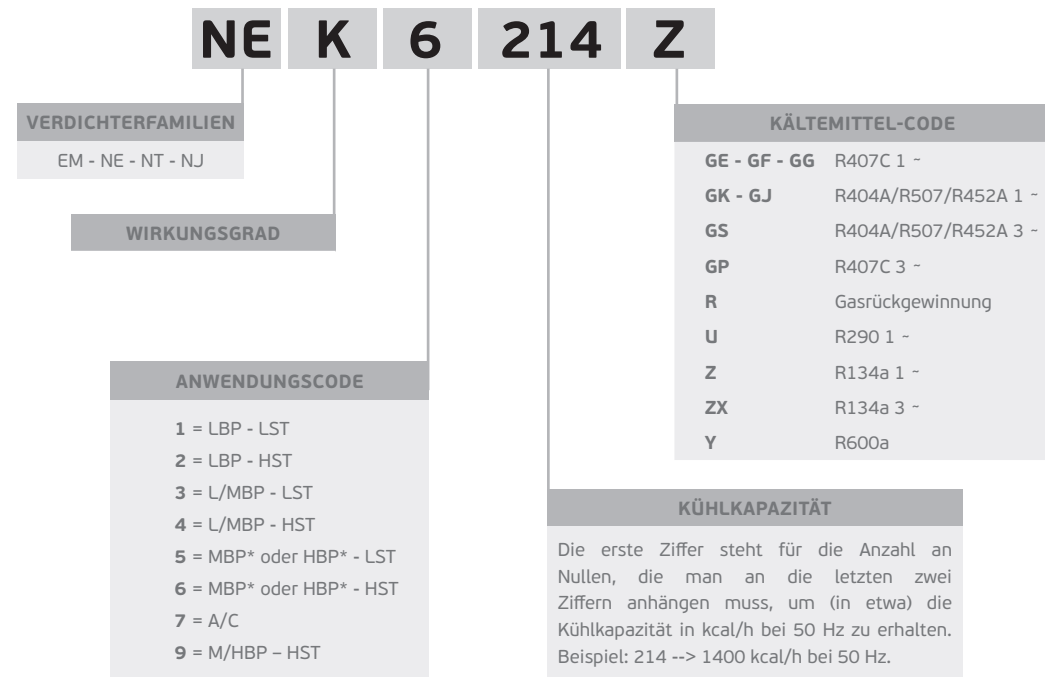 NE K 6 214 Z
VERDICHTERFAMILIEN
EM - NE - NT - NJ
WIRKUNGSGRAD
ANWENDUNGSCODE
1 = LBP - LST
2 = LBP - HST
3 = L/MBP - LST
4 = L/MBP - HST
5 = MBP* oder HBP* - LST
6 = MBP* oder HBP* - HST
7 = A/C
9 = M/HBP – HST
KÄLTEMITTEL-CODE
GE - GF - GG R407C 1 ~
GK - GJ R404A/R507/R452A 1 ~
GS R404A/R507/R452A 3 ~
GP R407C 3 ~
R Gasrückgewinnung
U R290 1 ~
Z R134a 1 ~
ZX R134a 3 ~
Y R600a
KÜHLKAPAZITÄT
Die erste Ziffer steht für die Anzahl an
Nullen, die man an die letzten zwei
Ziffern anhängen muss, um (in etwa) die
Kühlkapazität in kcal/h bei 50 Hz zu erhalten.
Beispiel: 214 --> 1400 kcal/h bei 50 Hz.